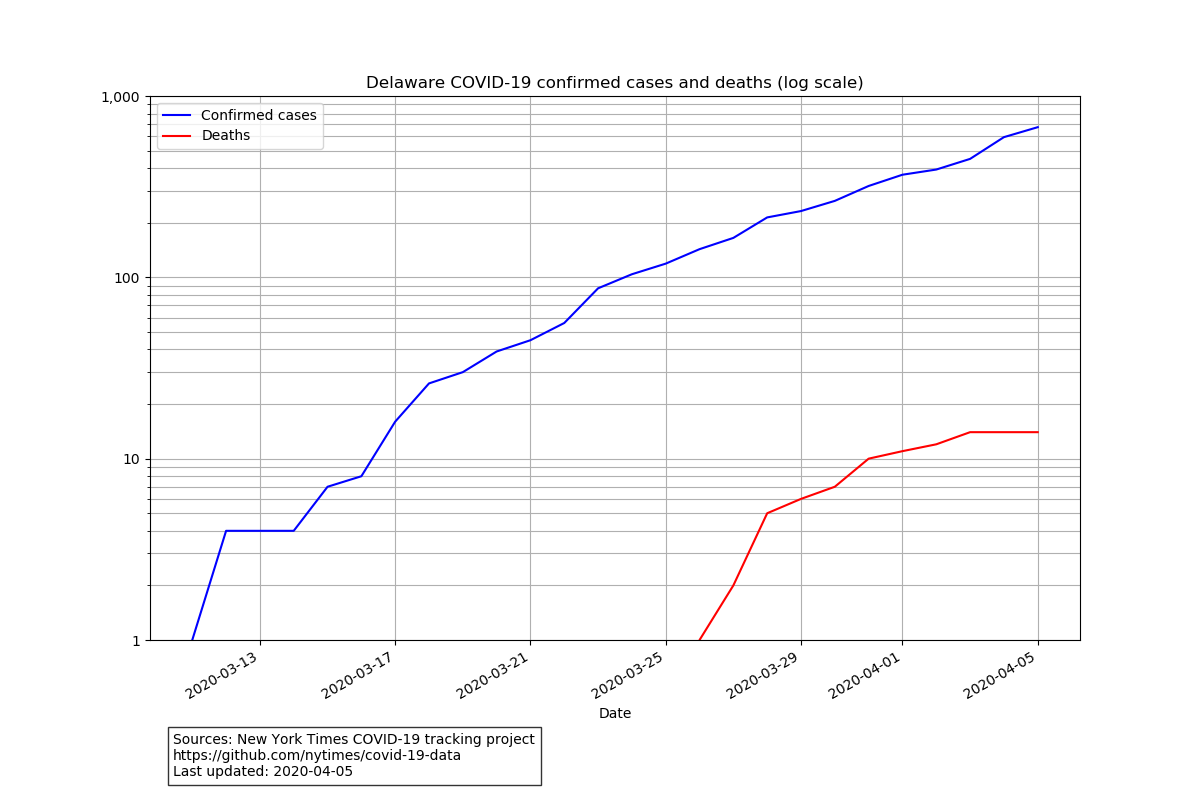 Delaware COVID-19 confirmed cases and deaths (log scale)
1,000
Confirmed cases
Deaths
100
10
1
2020-03-13
2020-03-17
2020-03-21
2020-03-25
2020-03-29
2020-04-01
2020-04-05
Date
Sources: New York Times COVID-19 tracking project
https://github.com/nytimes/covid-19-data
Last updated: 2020-04-05